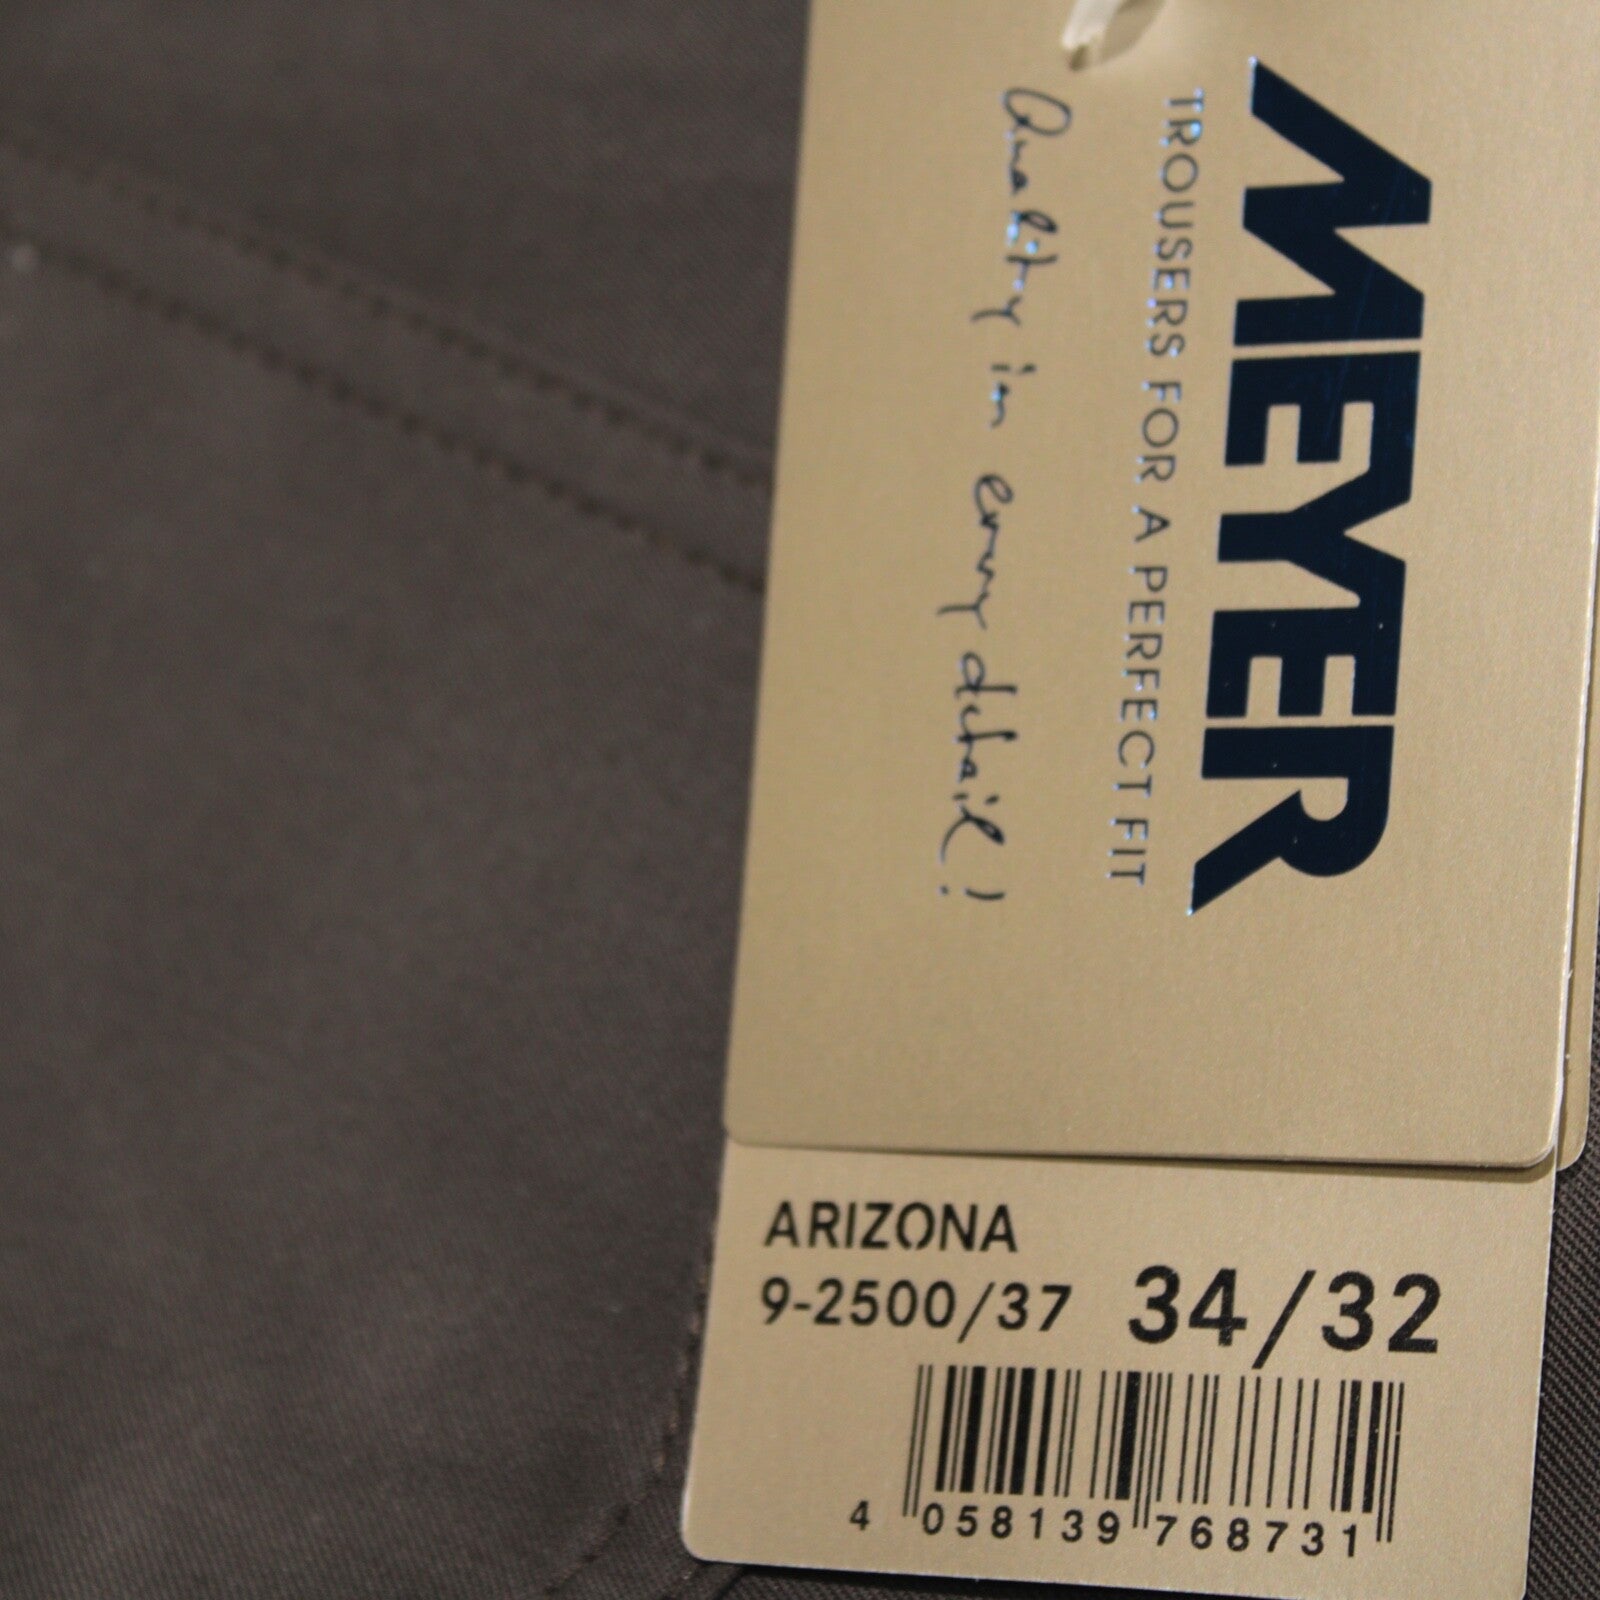 MEYER
TROUSERS FOR A PERFECT FIT
Quality in every detail!
ARIZONA
9-2500/37 34/32
4 058139 768731